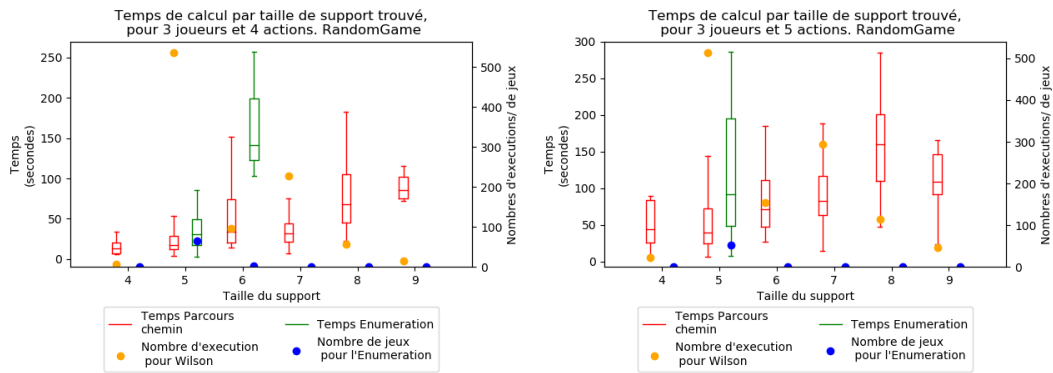 Temps de calcul par taille de support trouvé,
pour 3 joueurs et 4 actions. RandomGame
250
200
150
100
50
0
Temps
(secondes)
500
400
300
200
100
0
Nombres d'executions/ de jeux
4 5 6 7 8 9
Taille du support
Temps Parcours
chemin
Nombre d'execution
pour Wilson
Temps Enumeration
Nombre de jeux
pour l'Enumeration
Temps de calcul par taille de support trouvé,
pour 3 joueurs et 5 actions. RandomGame
300
250
200
150
100
50
0
Temps
(secondes)
500
400
300
200
100
0
Nombres d'executions/ de jeux
4 5 6 7 8 9
Taille du support
Temps Parcours
chemin
Nombre d'execution
pour Wilson
Temps Enumeration
Nombre de jeux
pour l'Enumeration